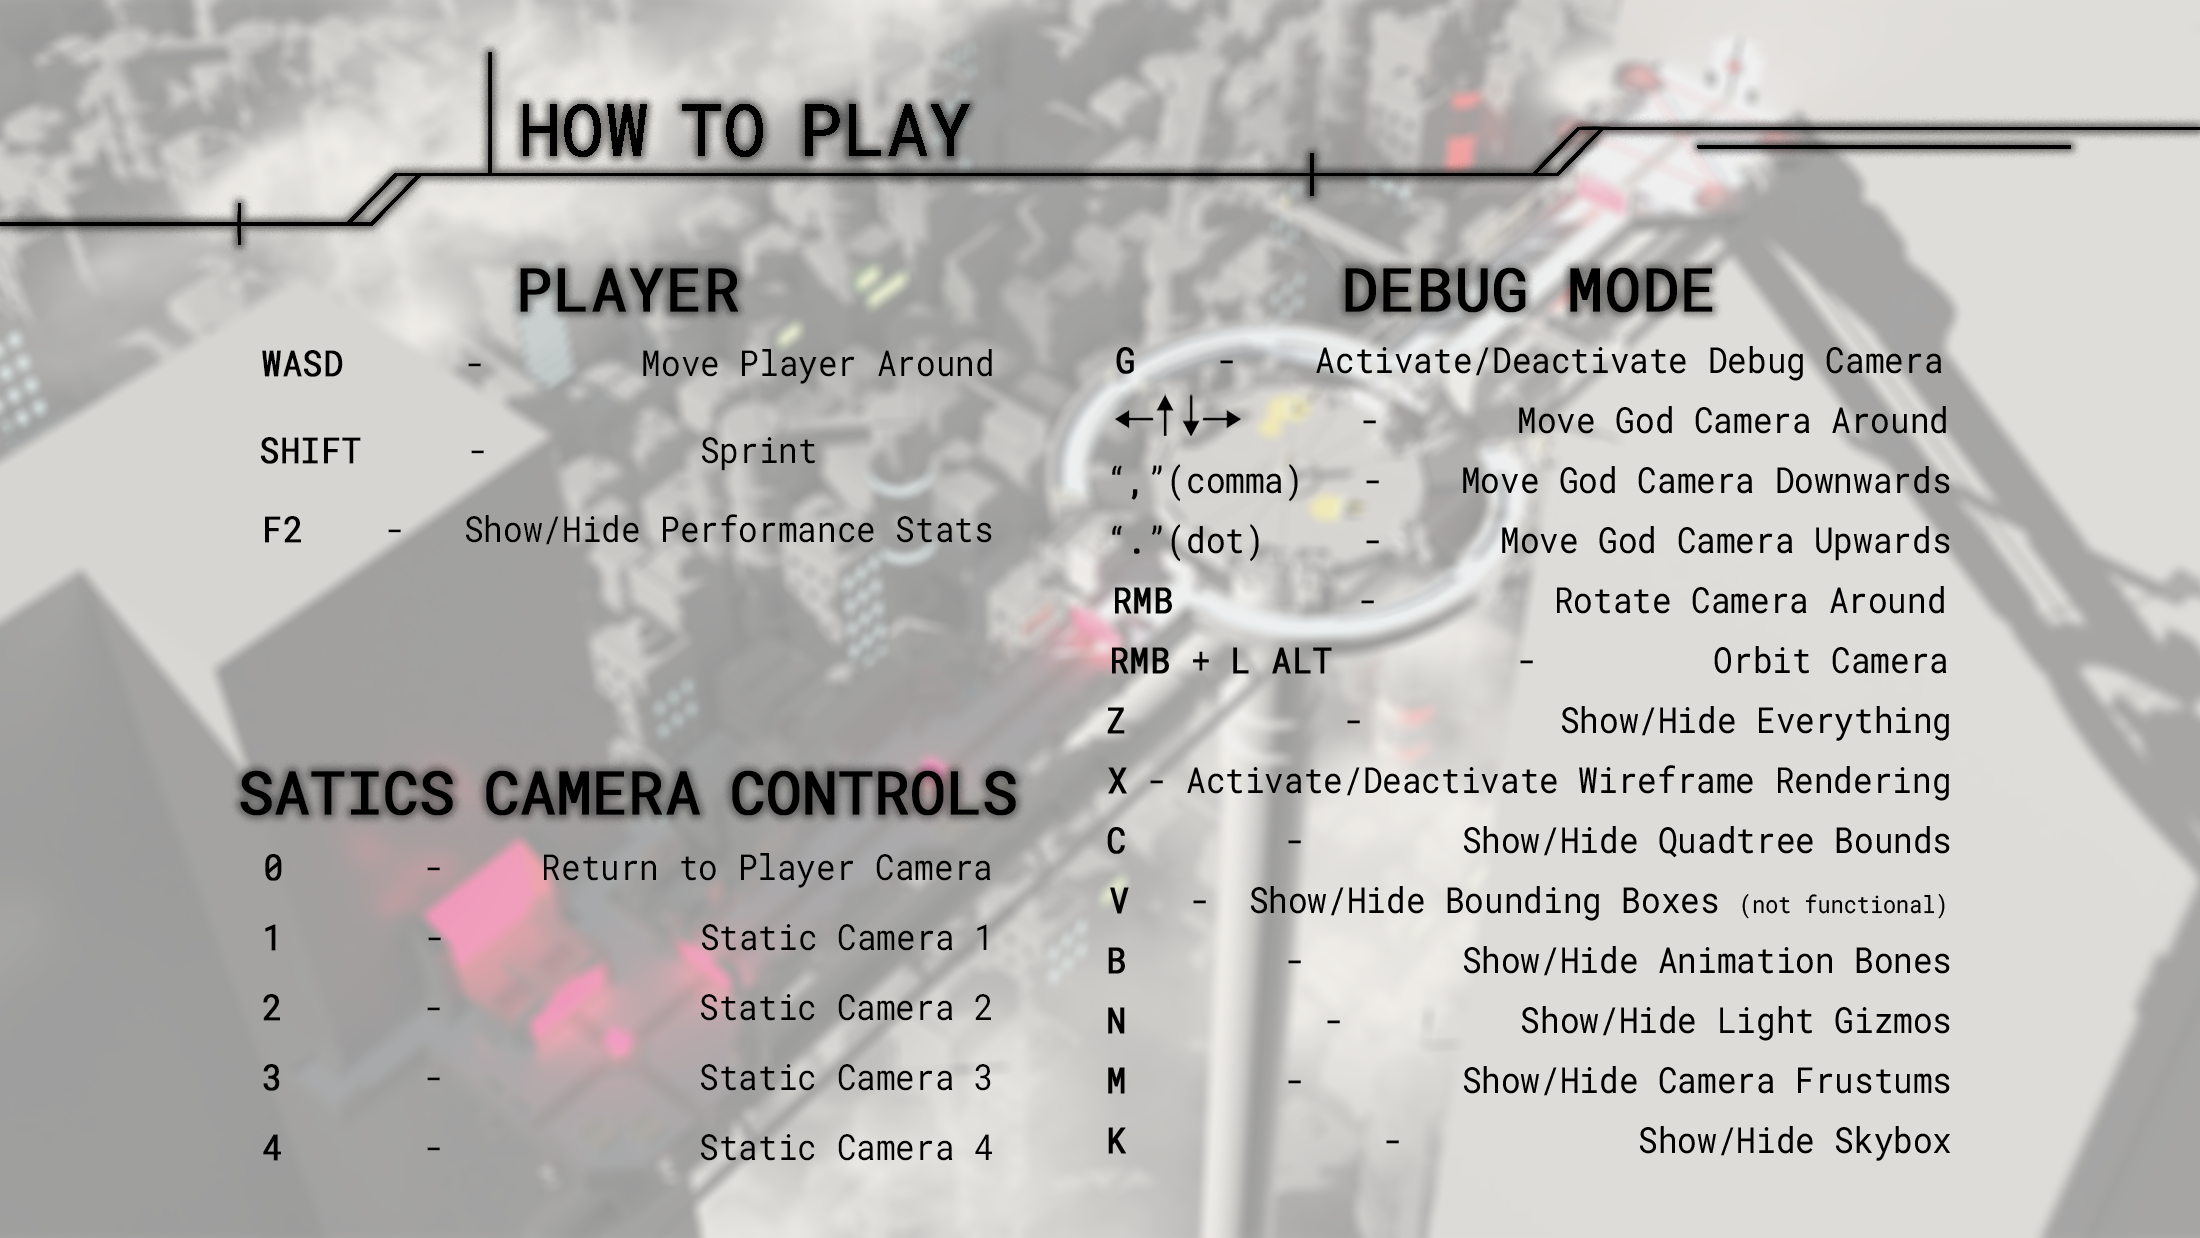 HOW TO PLAY
PLAYER
WASD - Move Player Around
SHIFT - Sprint
F2 - Show/Hide Performance Stats
SATICS CAMERA CONTROLS
0 - Return to Player Camera
1 - Static Camera 1
2 - Static Camera 2
3 - Static Camera 3
4 - Static Camera 4
DEBUG MODE
G - Activate/Deactivate Debug Camera
←↑↓→ - Move God Camera Around
“,”(comma) - Move God Camera Downwards
“.”(dot) - Move God Camera Upwards
RMB - Rotate Camera Around
RMB + L ALT - Orbit Camera
Z - Show/Hide Everything
X - Activate/Deactivate Wireframe Rendering
C - Show/Hide Quadtree Bounds
V - Show/Hide Bounding Boxes (not functional)
B - Show/Hide Animation Bones
N - Show/Hide Light Gizmos
M - Show/Hide Camera Frustums
K - Show/Hide Skybox